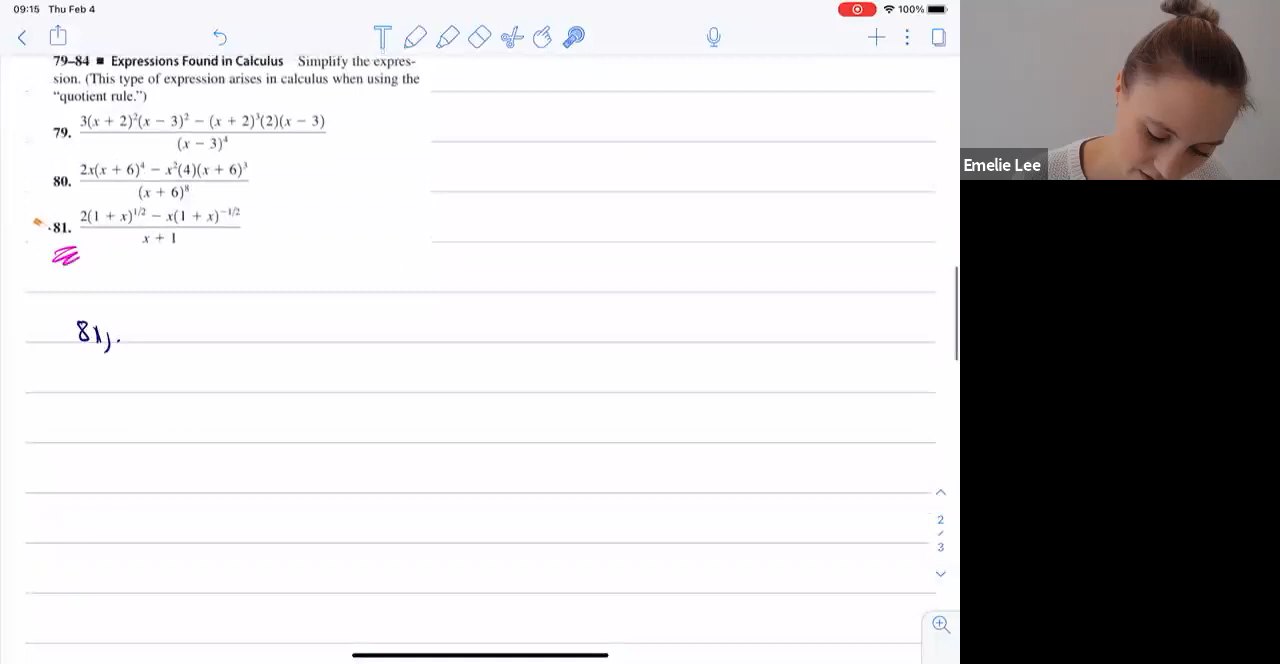 09:15 Thu Feb 4
100%
79–84 ■ Expressions Found in Calculus Simplify the expres-
sion. (This type of expression arises in calculus when using the
“quotient rule.”)
79. 3(x + 2)²(x − 3)² − (x + 2)³(2)(x − 3)
(x − 3)⁴
80. 2x(x + 6)⁴ − x²(4)(x + 6)³
(x + 6)⁸
81. 2(1 + x)^1/2 − x(1 + x)^−1/2
x + 1
81).
2
/
3
Emelie Lee